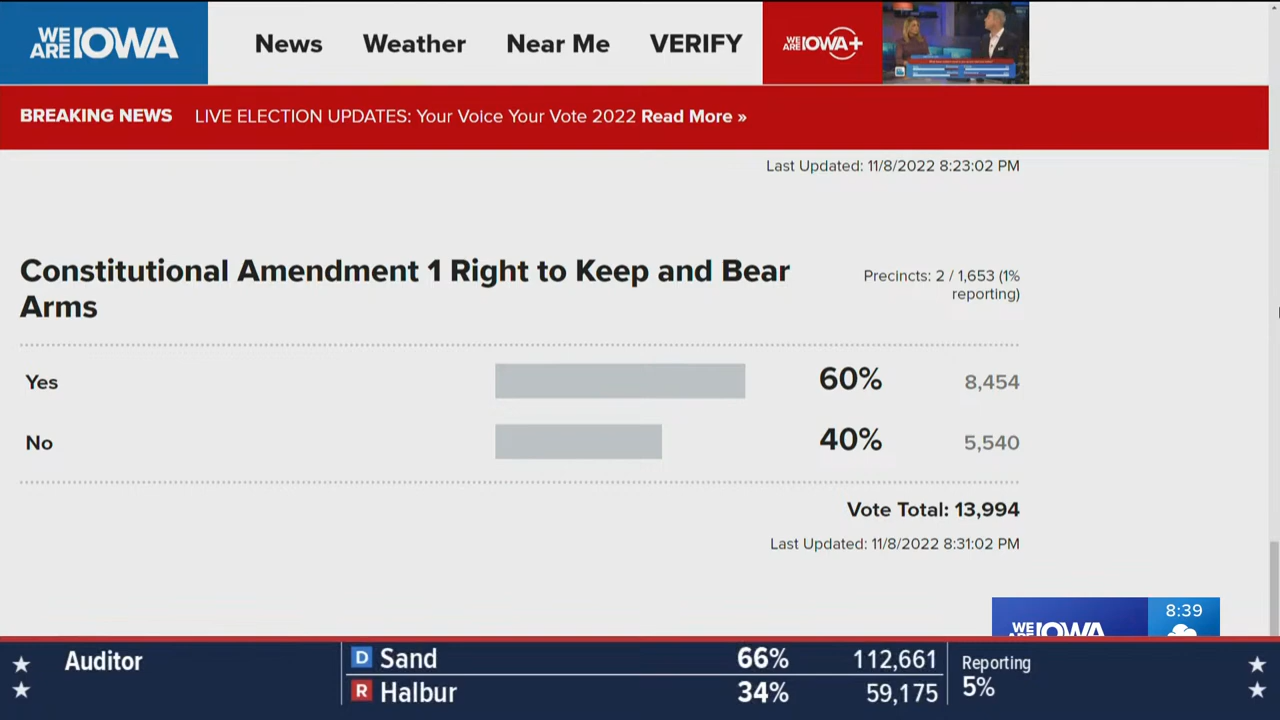 WE ARE IOWA
News Weather Near Me VERIFY
WE ARE IOWA+
BREAKING NEWS LIVE ELECTION UPDATES: Your Voice Your Vote 2022 Read More »
Last Updated: 11/8/2022 8:23:02 PM
Constitutional Amendment 1 Right to Keep and Bear
Arms
Precincts: 2 / 1,653 (1%
reporting)
Yes 60% 8,454
No 40% 5,540
Vote Total: 13,994
Last Updated: 11/8/2022 8:31:02 PM
WE ARE IOWA 8:39
Auditor
D Sand 66% 112,661
R Halbur 34% 59,175
Reporting
5%